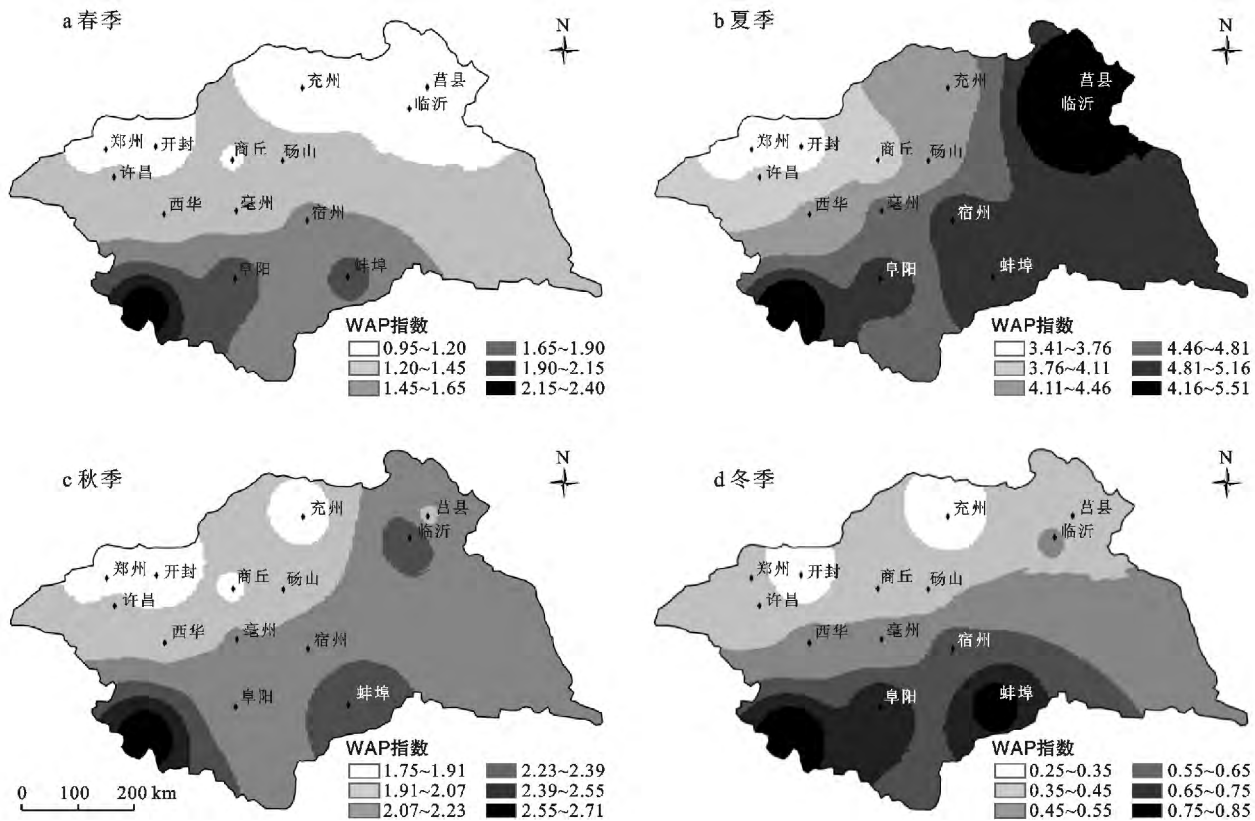 a 春季
N
充州
莒县
临沂
郑州
开封
商丘
砀山
许昌
西华
亳州
宿州
阜阳
蚌埠
WAP指数
0.95~1.20
1.65~1.90
1.20~1.45
1.90~2.15
1.45~1.65
2.15~2.40
b 夏季
N
充州
莒县
临沂
郑州
开封
商丘
砀山
许昌
西华
亳州
宿州
阜阳
蚌埠
WAP指数
3.41~3.76
4.46~4.81
3.76~4.11
4.81~5.16
4.11~4.46
4.16~5.51
c 秋季
N
充州
莒县
临沂
郑州
开封
商丘
砀山
许昌
西华
亳州
宿州
阜阳
蚌埠
WAP指数
1.75~1.91
2.23~2.39
1.91~2.07
2.39~2.55
2.07~2.23
2.55~2.71
0 100 200 km
d 冬季
N
充州
莒县
临沂
郑州
开封
商丘
砀山
许昌
西华
亳州
宿州
阜阳
蚌埠
WAP指数
0.25~0.35
0.55~0.65
0.35~0.45
0.65~0.75
0.45~0.55
0.75~0.85